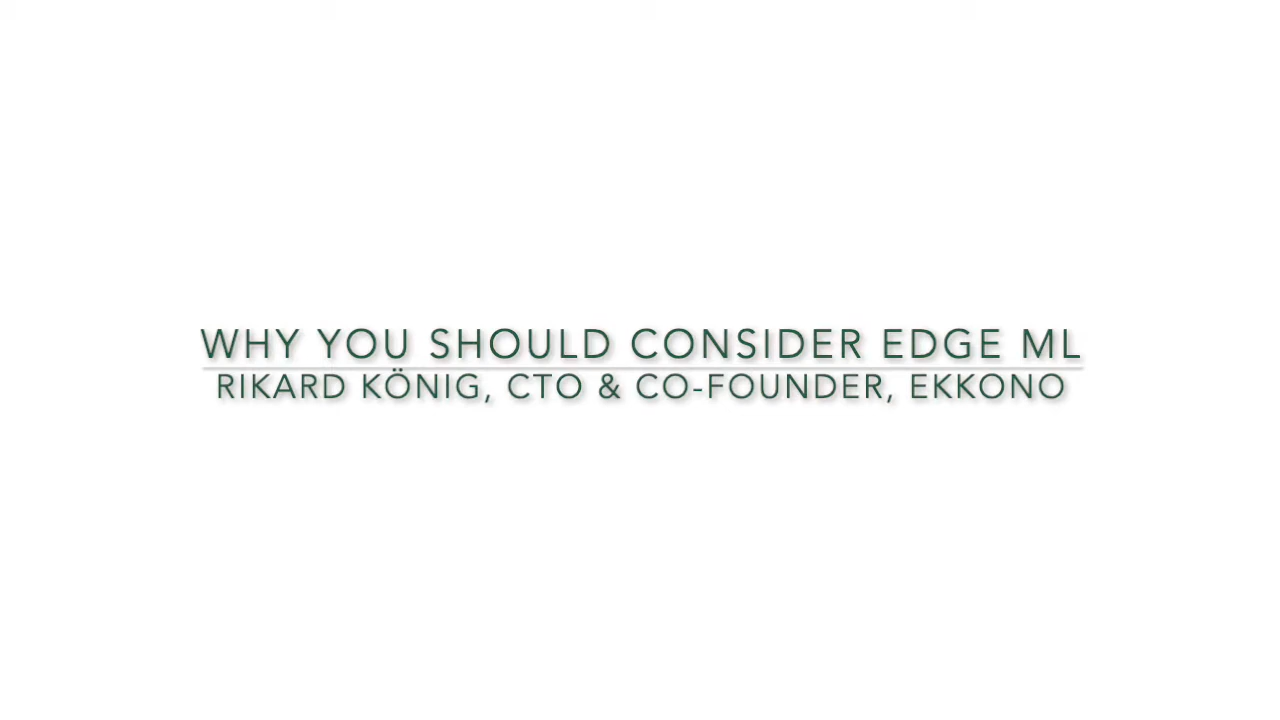 WHY YOU SHOULD CONSIDER EDGE ML
RIKARD KÖNIG, CTO & CO-FOUNDER, EKKONO